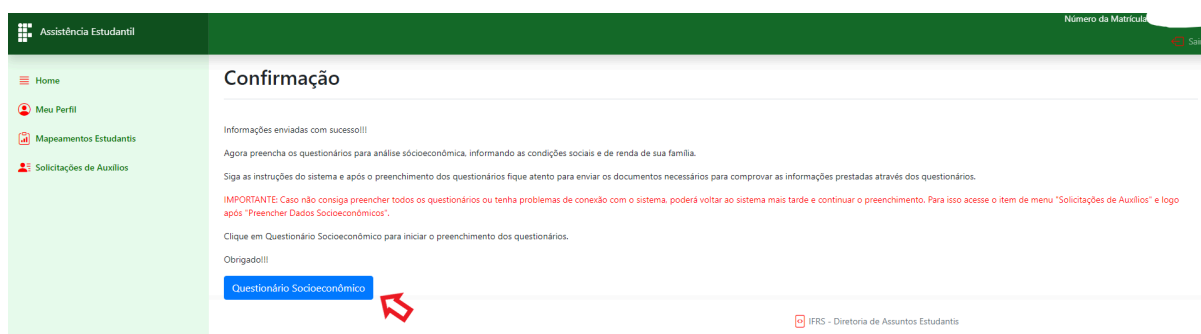 Número da Matrícula
Assistência Estudantil
Sair
Home
Meu Perfil
Mapeamentos Estudantis
Solicitações de Auxílios
Confirmação
Informações enviadas com sucesso!!!
Agora preencha os questionários para análise sócioeconômica, informando as condições sociais e de renda de sua família.
Siga as instruções do sistema e após o preenchimento dos questionários fique atento para enviar os documentos necessários para comprovar as informações prestadas através dos questionários.
IMPORTANTE: Caso não consiga preencher todos os questionários ou tenha problemas de conexão com o sistema, poderá voltar ao sistema mais tarde e continuar o preenchimento. Para isso acesse o item de menu "Solicitações de Auxílios" e logo
após "Preencher Dados Socioeconômicos".
Clique em Questionário Socioeconômico para iniciar o preenchimento dos questionários.
Obrigado!!!
Questionário Socioeconômico
IFRS - Diretoria de Assuntos Estudantis